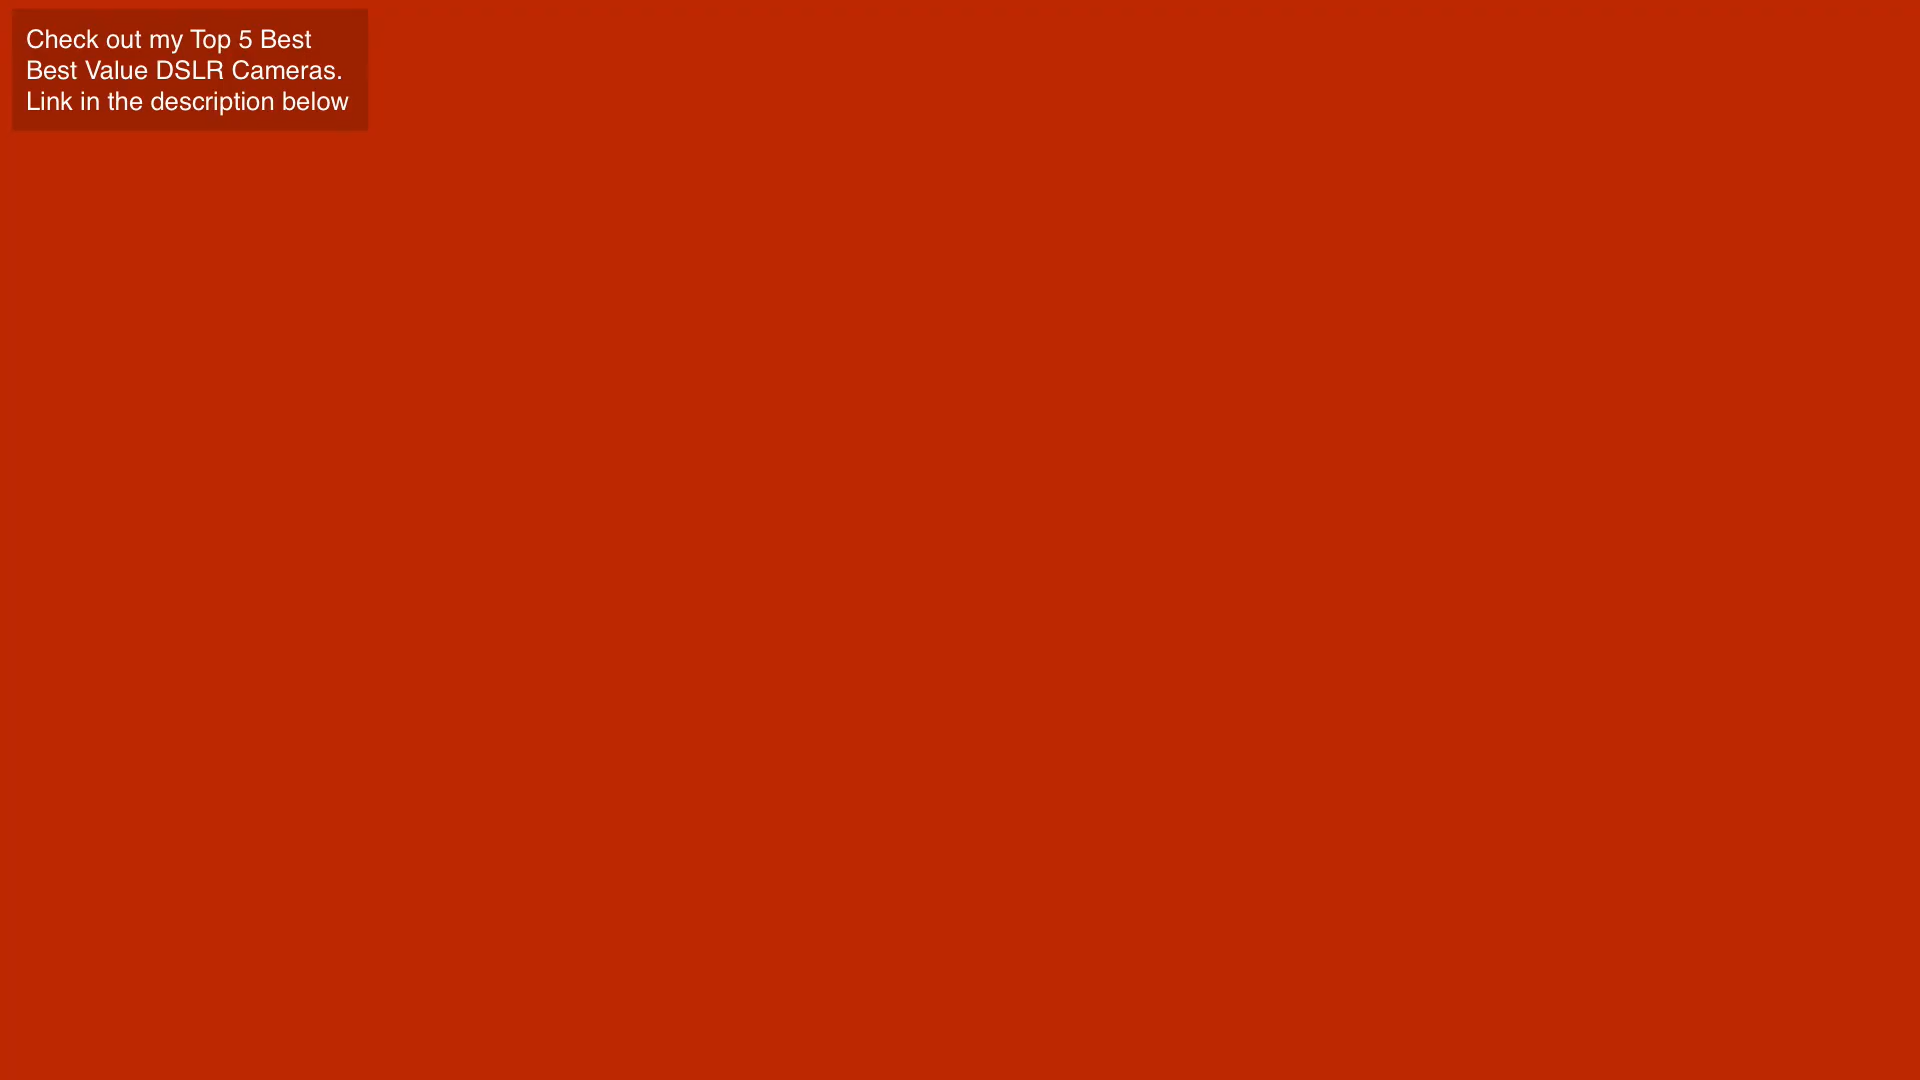 Check out my Top 5 Best
Best Value DSLR Cameras.
Link in the description below